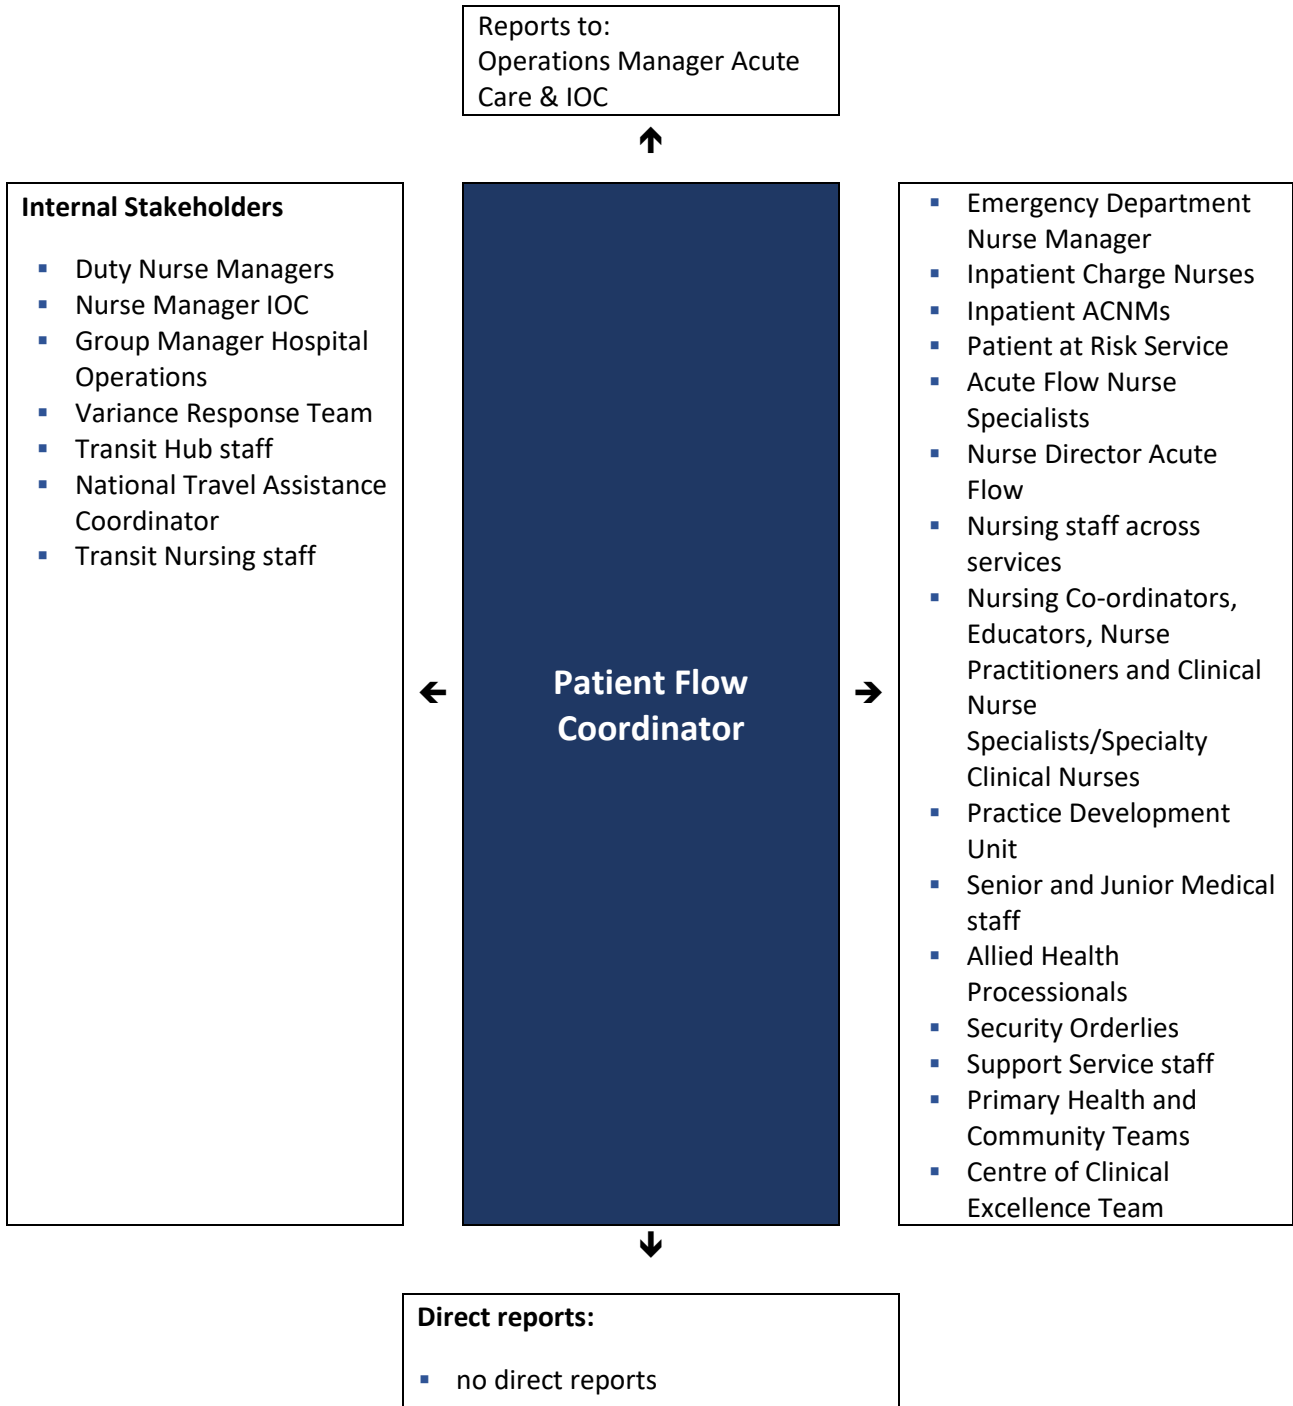 Reports to:
Operations Manager Acute
Care & IOC
Internal Stakeholders
▪ Duty Nurse Managers
▪ Nurse Manager IOC
▪ Group Manager Hospital
Operations
▪ Variance Response Team
▪ Transit Hub staff
▪ National Travel Assistance
Coordinator
▪ Transit Nursing staff
Patient Flow
Coordinator
▪ Emergency Department
Nurse Manager
▪ Inpatient Charge Nurses
▪ Inpatient ACNMs
▪ Patient at Risk Service
▪ Acute Flow Nurse
Specialists
▪ Nurse Director Acute
Flow
▪ Nursing staff across
services
▪ Nursing Co-ordinators,
Educators, Nurse
Practitioners and Clinical
Nurse
Specialists/Specialty
Clinical Nurses
▪ Practice Development
Unit
▪ Senior and Junior Medical
staff
▪ Allied Health
Processionals
▪ Security Orderlies
▪ Support Service staff
▪ Primary Health and
Community Teams
▪ Centre of Clinical
Excellence Team
Direct reports:
▪ no direct reports